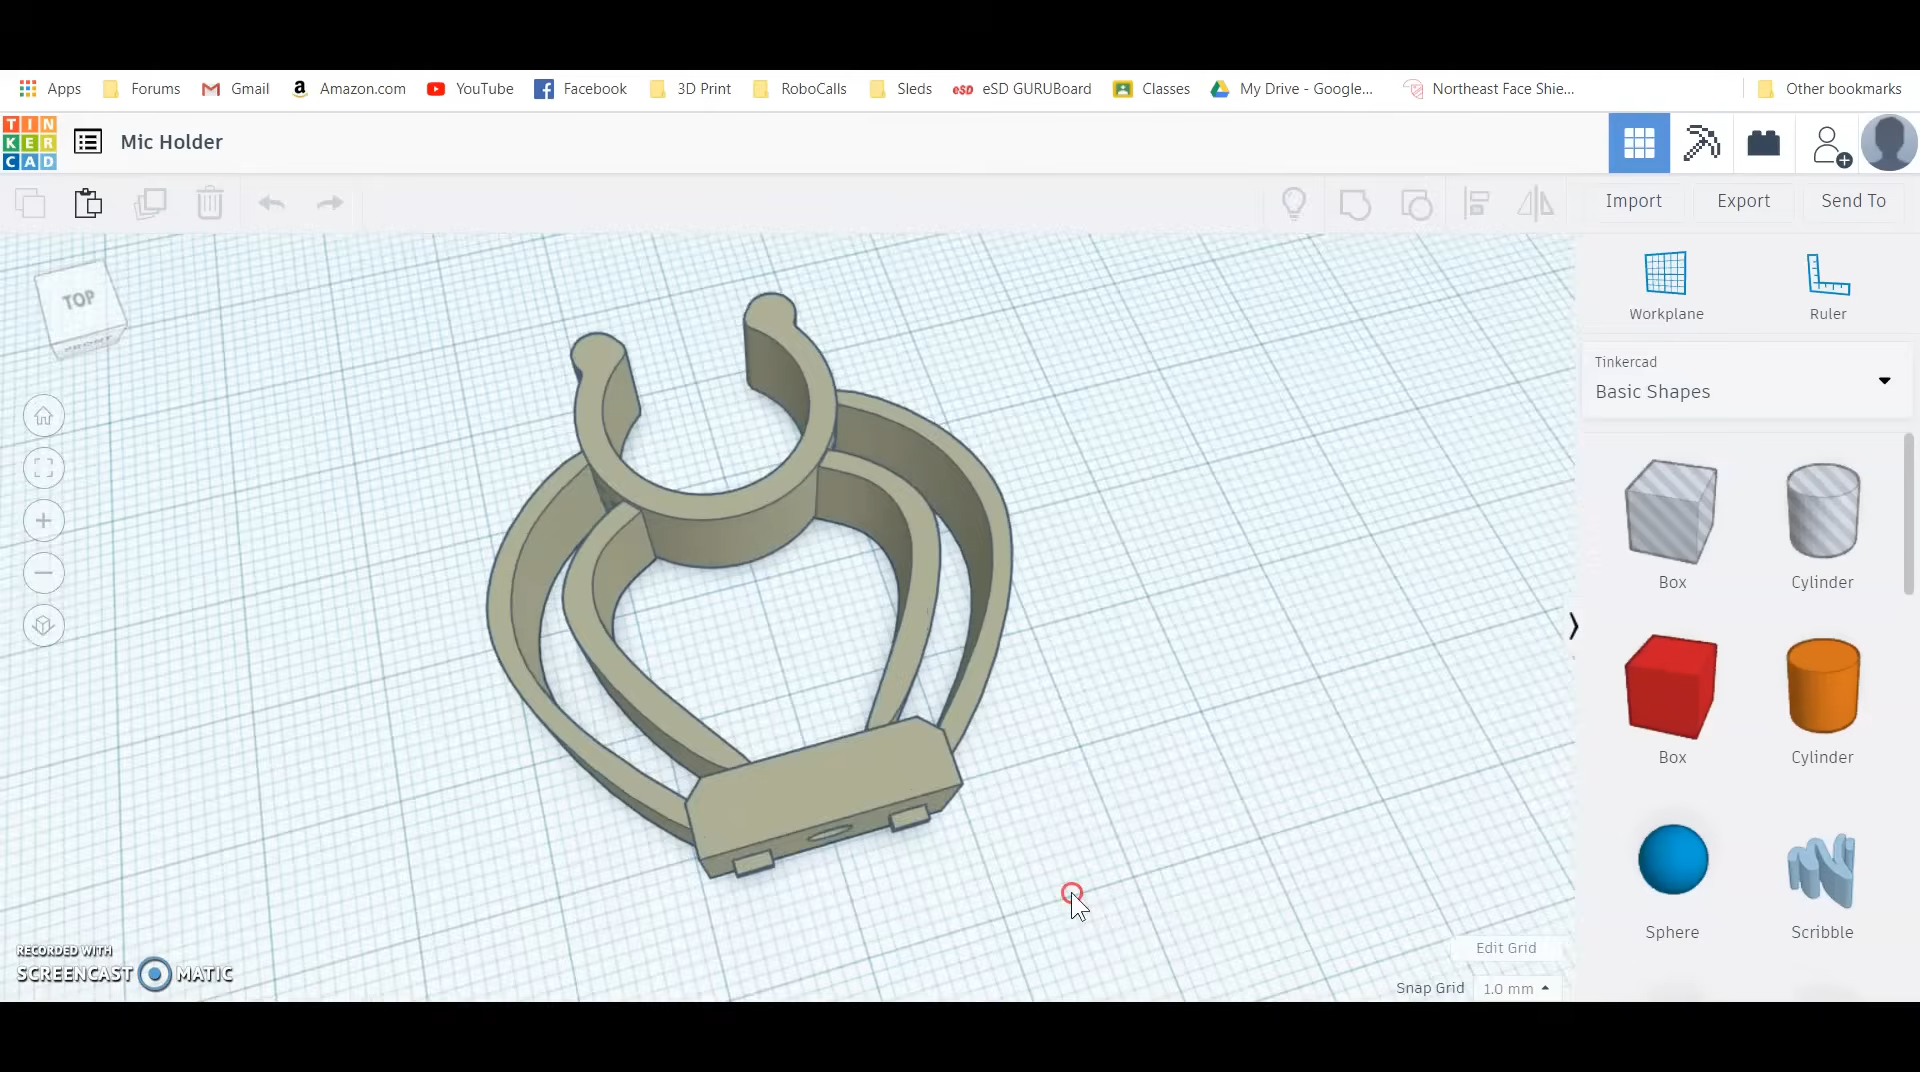 Apps Forums Gmail Amazon.com YouTube Facebook 3D Print RoboCalls Sleds eSD eSD GURUBoard Classes My Drive - Google... Northeast Face Shie... Other bookmarks
TIN
KER
CAD
Mic Holder
Import Export Send To
TOP
FRONT
Workplane Ruler
Tinkercad
Basic Shapes
Box Cylinder
Box Cylinder
Sphere Scribble
Edit Grid
Snap Grid 1.0 mm
RECORDED WITH
SCREENCAST MATIC